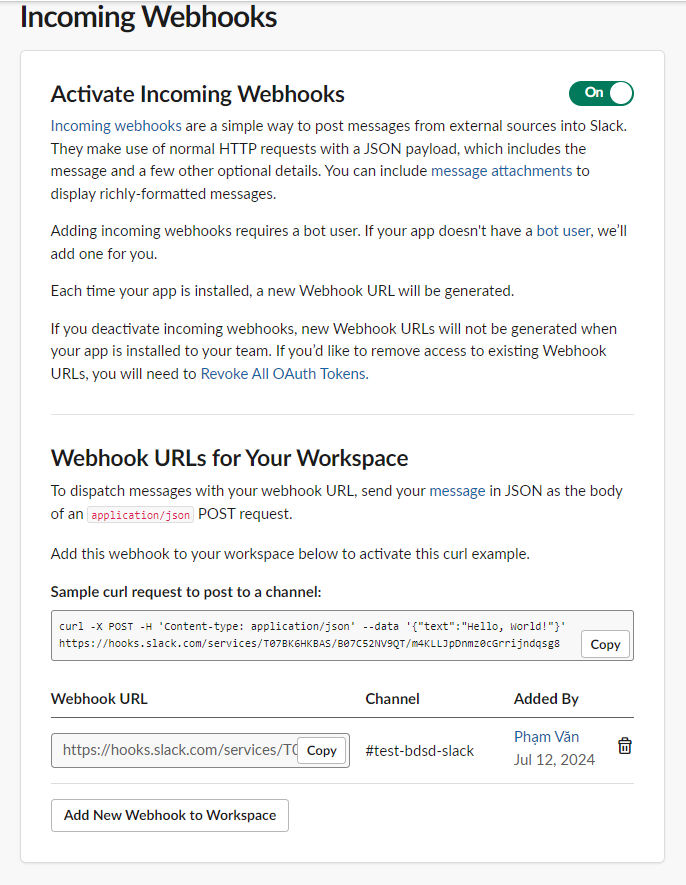 Incoming Webhooks
Activate Incoming Webhooks
On
Incoming webhooks are a simple way to post messages from external sources into Slack.
They make use of normal HTTP requests with a JSON payload, which includes the
message and a few other optional details. You can include message attachments to
display richly-formatted messages.
Adding incoming webhooks requires a bot user. If your app doesn't have a bot user, we’ll
add one for you.
Each time your app is installed, a new Webhook URL will be generated.
If you deactivate incoming webhooks, new Webhook URLs will not be generated when
your app is installed to your team. If you’d like to remove access to existing Webhook
URLs, you will need to Revoke All OAuth Tokens.
Webhook URLs for Your Workspace
To dispatch messages with your webhook URL, send your message in JSON as the body
of an application/json POST request.
Add this webhook to your workspace below to activate this curl example.
Sample curl request to post to a channel:
curl -X POST -H 'Content-type: application/json' --data '{"text":"Hello, World!"}'
https://hooks.slack.com/services/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
Copy
Webhook URL Channel Added By
https://hooks.slack.com/services/T0 Copy #test-bdsd-slack Phạm Văn
Jul 12, 2024
Add New Webhook to Workspace